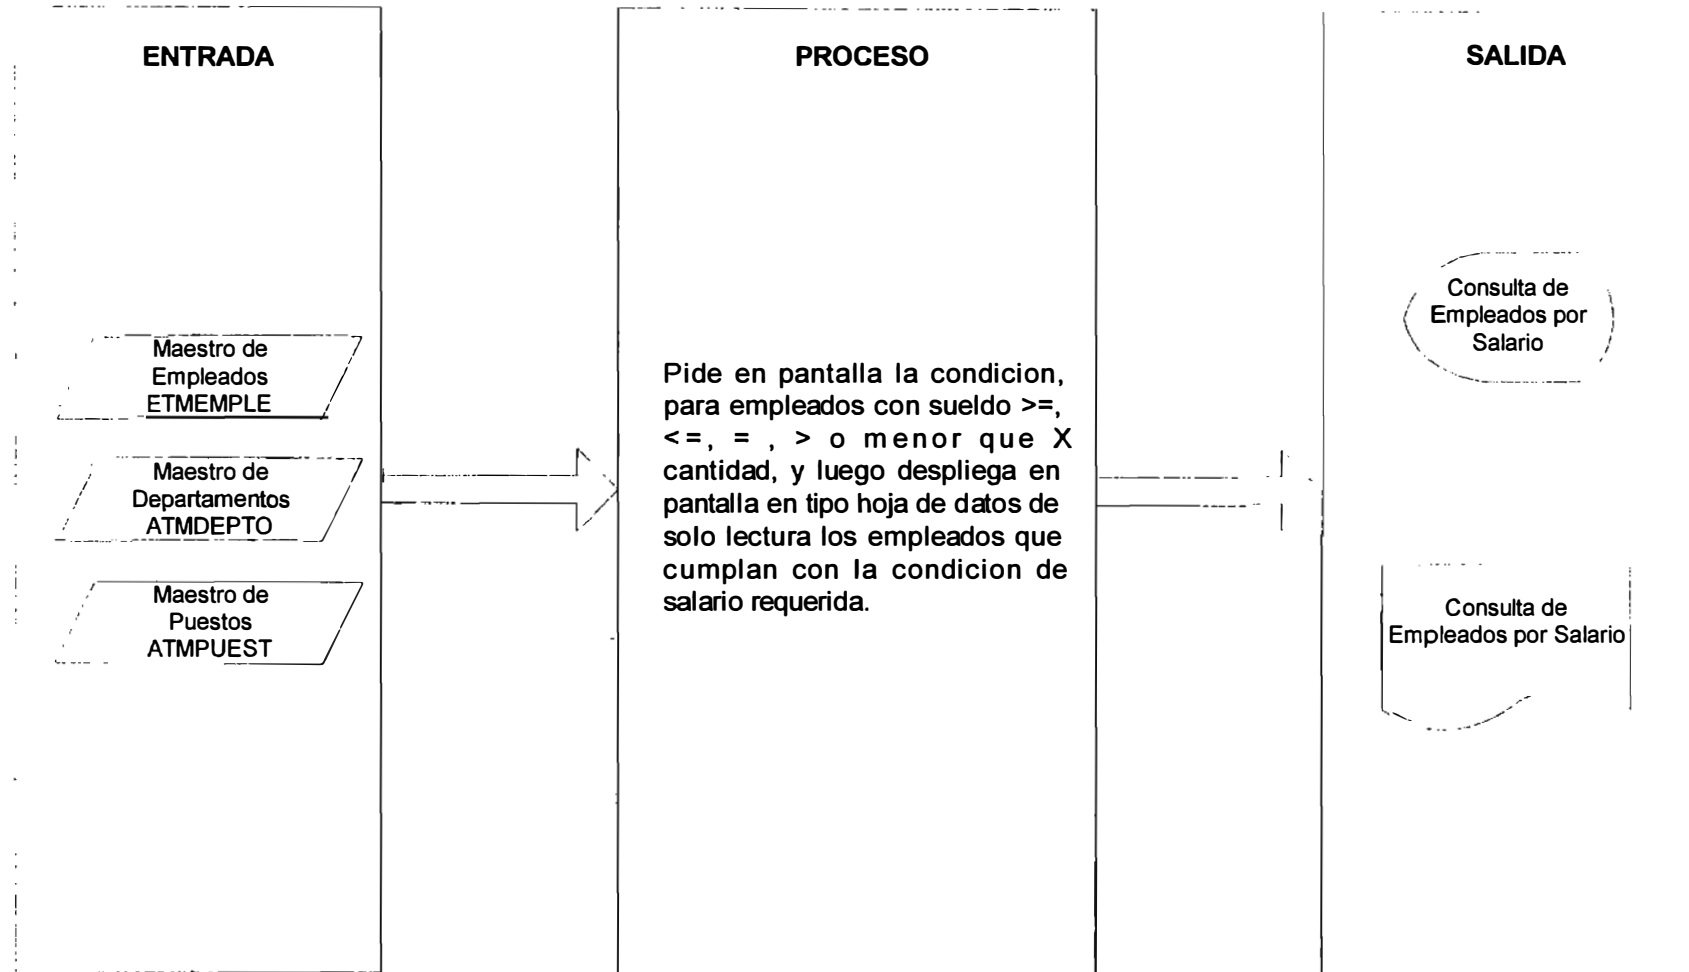 ENTRADA
Maestro de
Empleados
ETMEMPLE
Maestro de
Departamentos
ATMDEPTO
Maestro de
Puestos
ATMPUEST
PROCESO
Pide en pantalla la condicion,
para empleados con sueldo >=,
<=, = , > o menor que X
cantidad, y luego despliega en
pantalla en tipo hoja de datos de
solo lectura los empleados que
cumplan con la condicion de
salario requerida.
SALIDA
Consulta de
Empleados por
Salario
Consulta de
Empleados por Salario